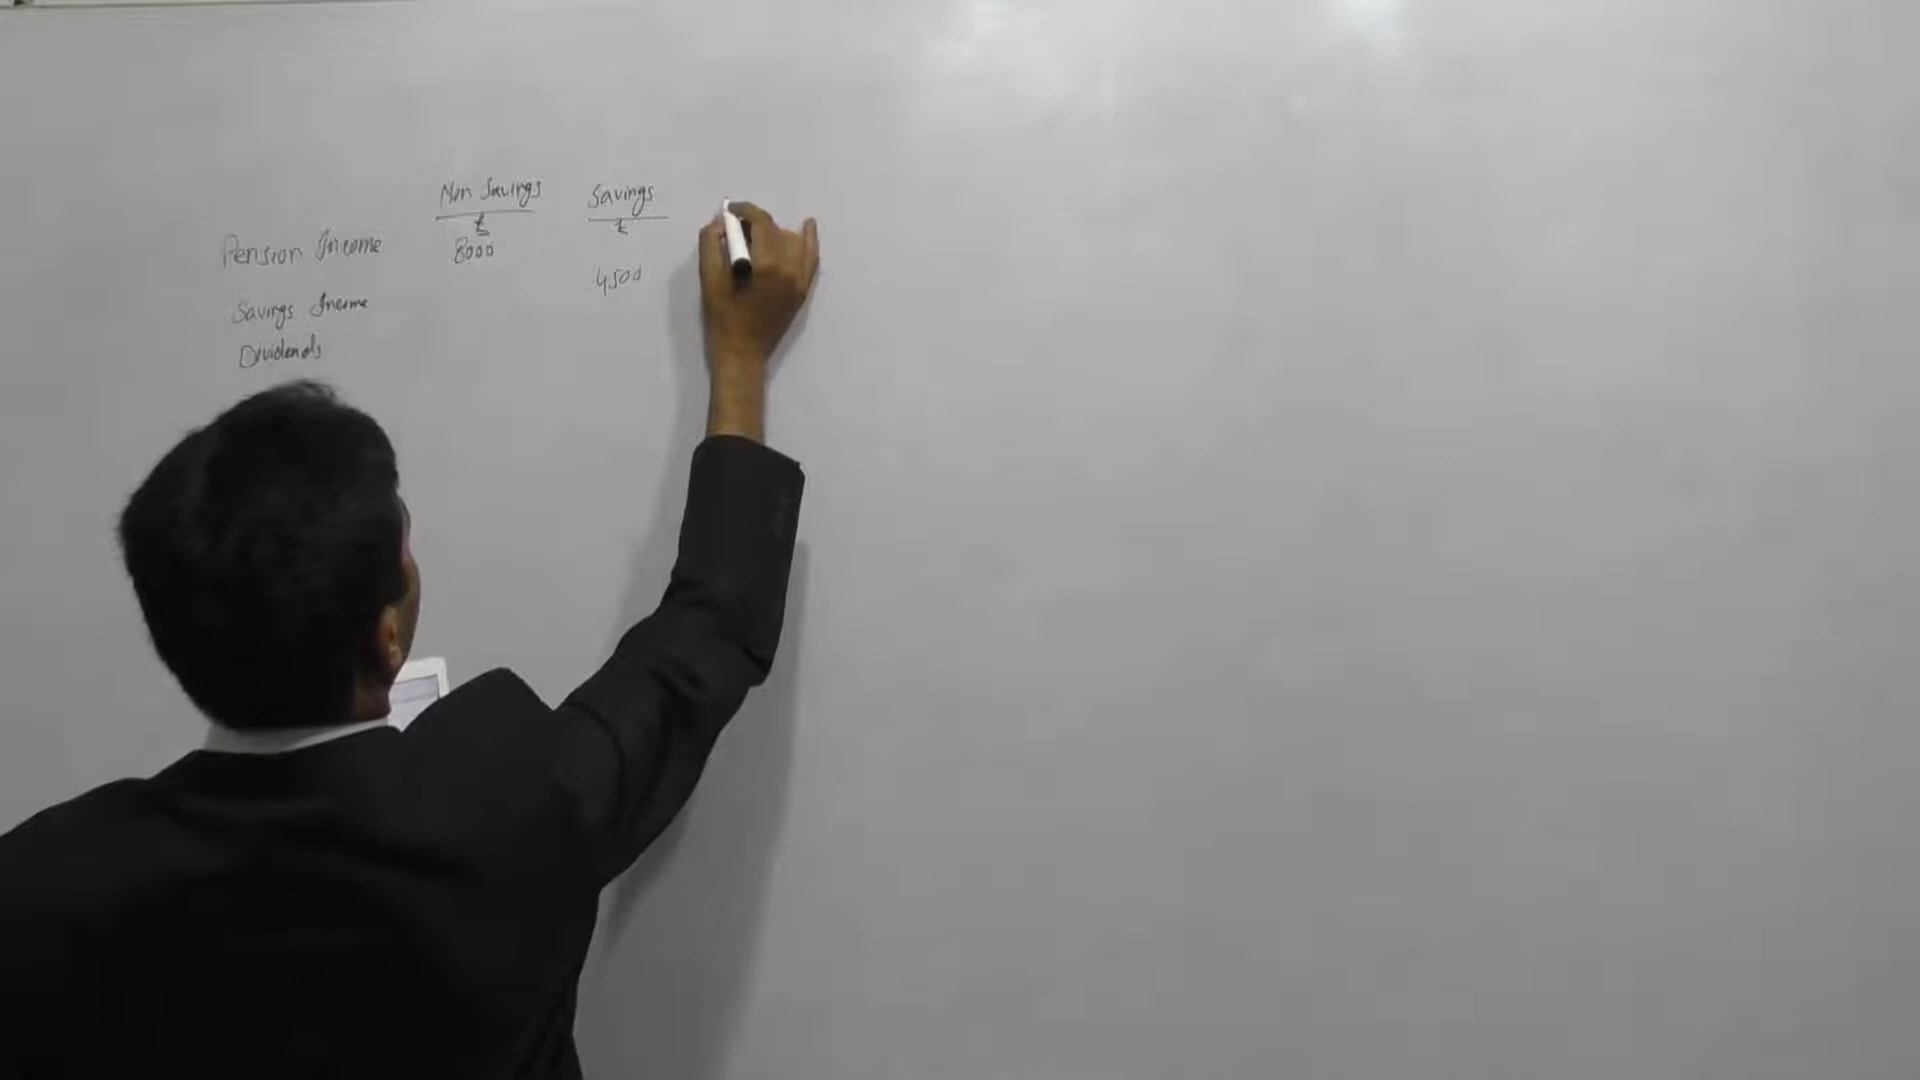 Non Savings Savings
£ £
Pension Income 8000
4500
Savings Income
Dividends